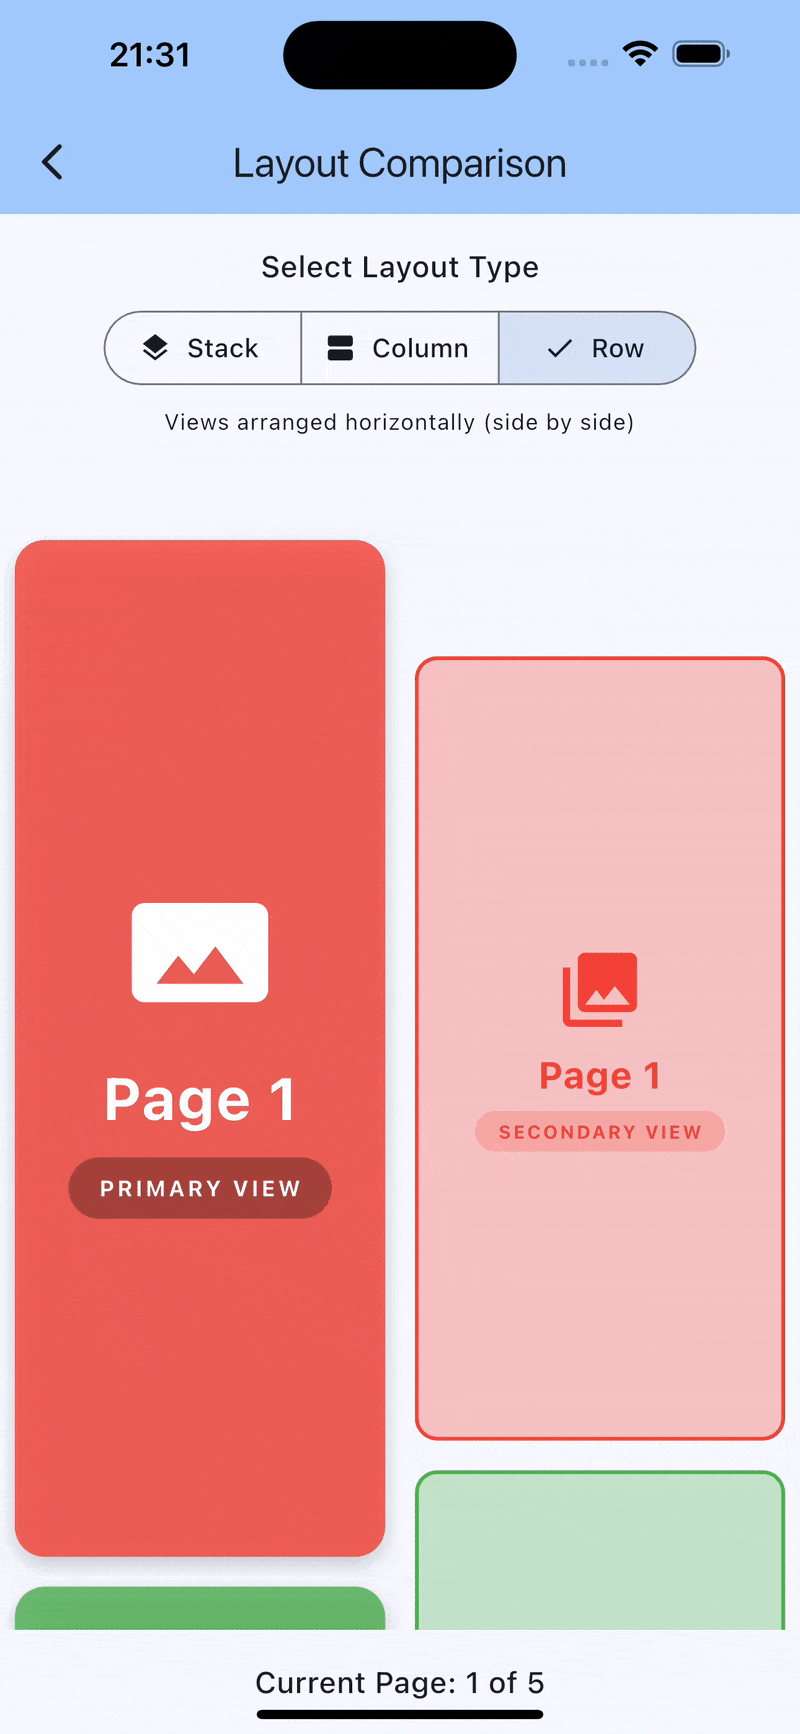 21:31
Layout Comparison
Select Layout Type
Stack
Column
Row
Views arranged horizontally (side by side)
Page 1
PRIMARY VIEW
Page 1
SECONDARY VIEW
Current Page: 1 of 5